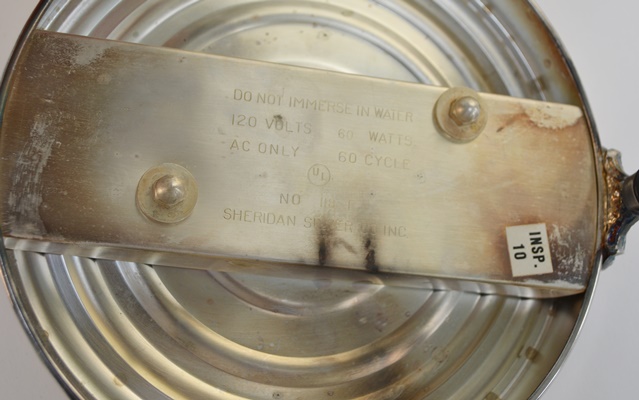 DO NOT IMMERSE IN WATER
120 VOLTS 60 WATTS
AC ONLY 60 CYCLE
UL
NO
SHERIDAN INC
INSP.
10